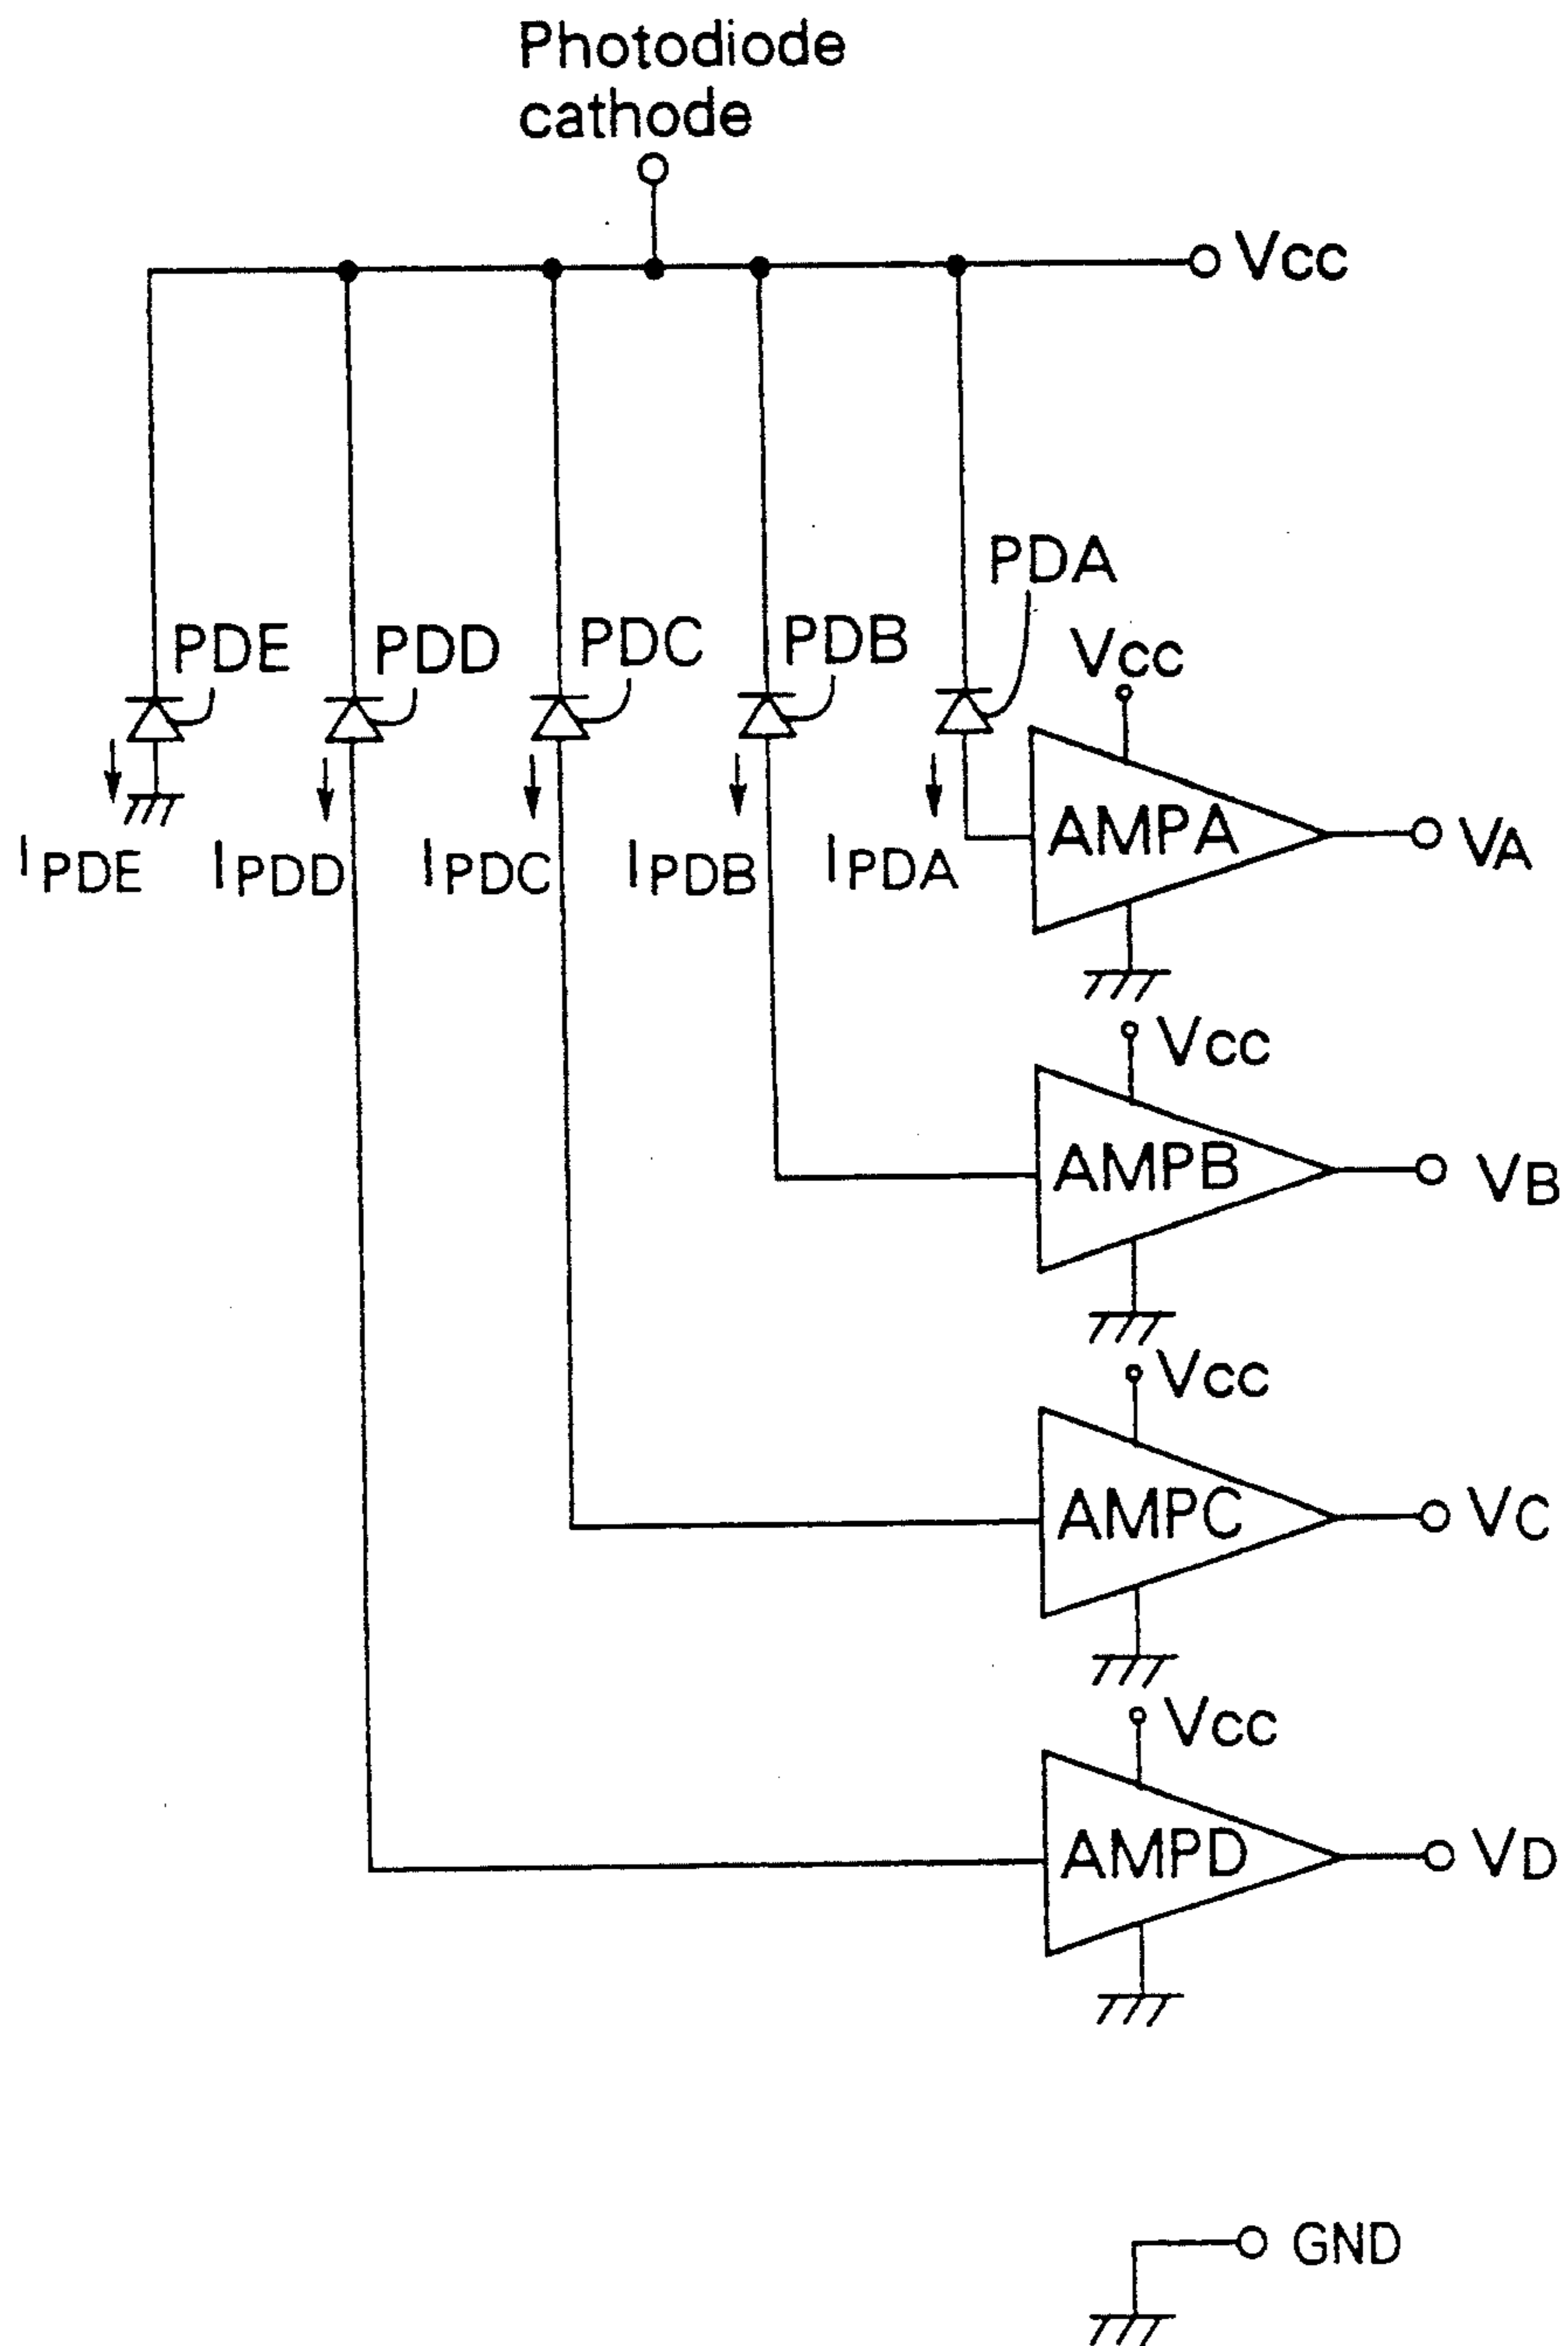 Photodiode
cathode
Vcc
PDA
PDE PDD PDC PDB
Vcc
AMPA
VA
IPDE IPDD IPDC IPDB IPDA
Vcc
AMPB
VB
Vcc
AMPC
VC
Vcc
AMPD
VD
GND